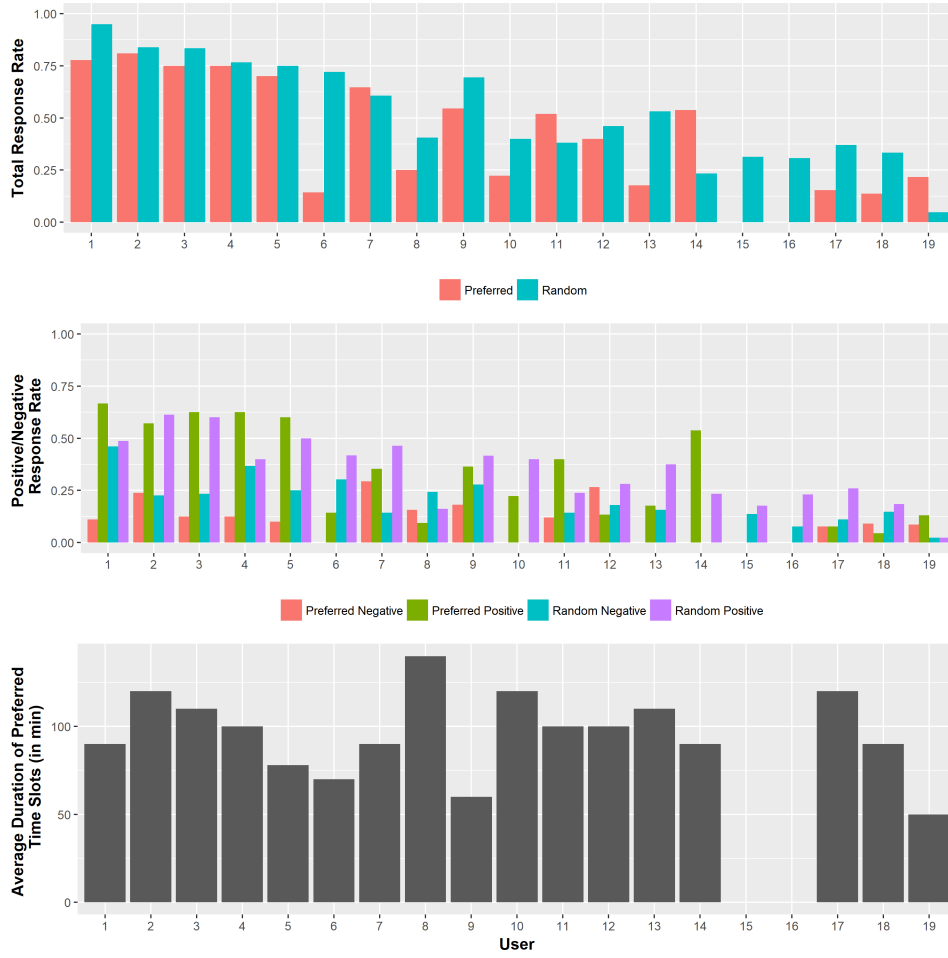 Total Response Rate
1.00
0.75
0.50
0.25
0.00
1 2 3 4 5 6 7 8 9 10 11 12 13 14 15 16 17 18 19
Preferred Random
Positive/Negative
Response Rate
1.00
0.75
0.50
0.25
0.00
1 2 3 4 5 6 7 8 9 10 11 12 13 14 15 16 17 18 19
Preferred Negative Preferred Positive Random Negative Random Positive
Average Duration of Preferred
Time Slots (in min)
100
50
0
1 2 3 4 5 6 7 8 9 10 11 12 13 14 15 16 17 18 19
User